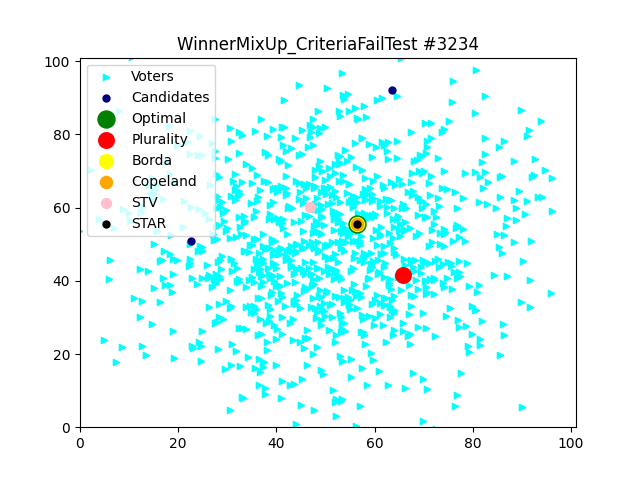 WinnerMixUp_CriteriaFailTest #3234
100
80
60
40
20
0
0
20
40
60
80
100
Voters
Candidates
Optimal
Plurality
Borda
Copeland
STV
STAR